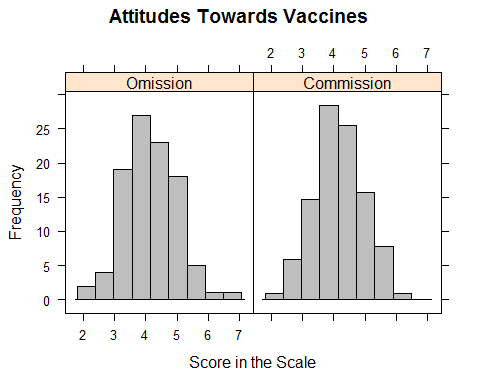 Attitudes Towards Vaccines
2 3 4 5 6 7
Omission Commission
25
20
15
10
5
0
Frequency
2 3 4 5 6 7
Score in the Scale